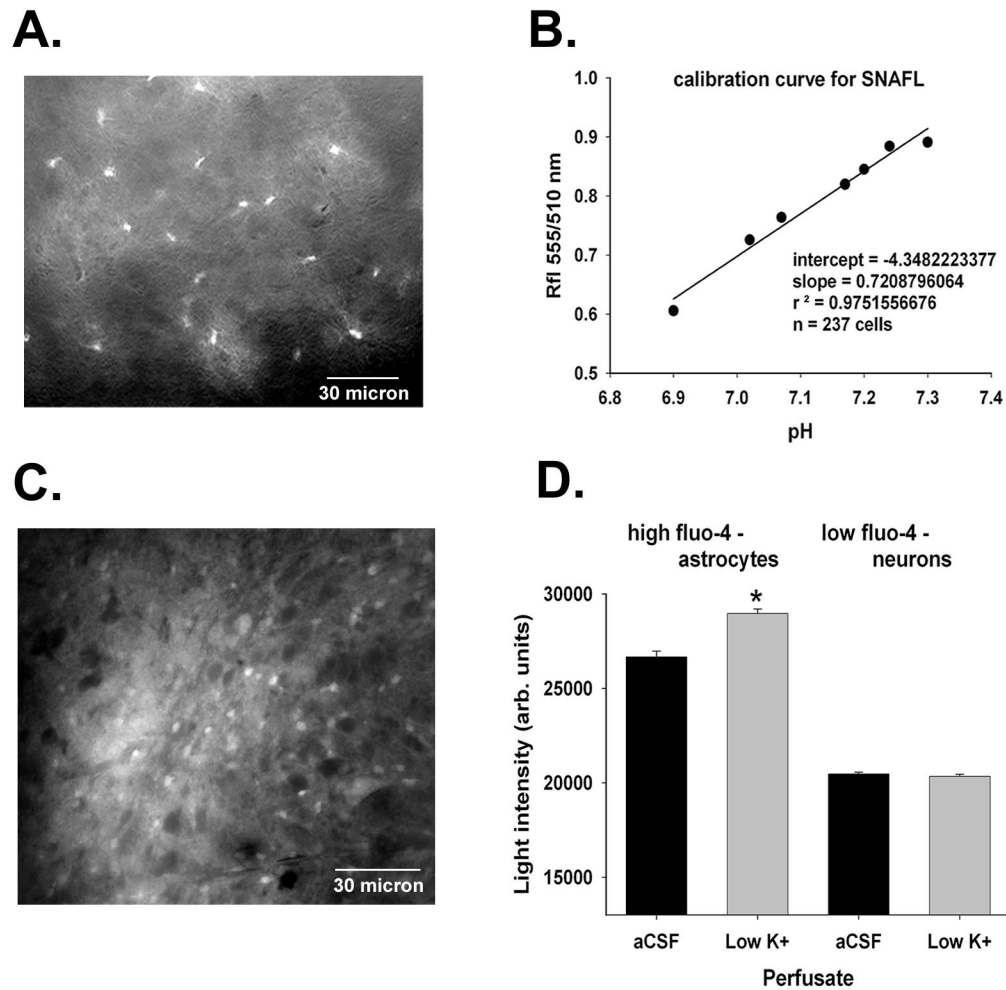 A.
30 micron
B.
calibration curve for SNAFL
1.0
0.9
0.8
0.7
0.6
0.5
Rfl 555/510 nm
intercept = -4.3482223377
slope = 0.7208796064
r ² = 0.9751556676
n = 237 cells
6.8 6.9 7.0 7.1 7.2 7.3 7.4
pH
C.
30 micron
D.
high fluo-4 -
astrocytes
low fluo-4 -
neurons
*
30000
25000
20000
15000
Light intensity (arb. units)
aCSF Low K+ aCSF Low K+
Perfusate